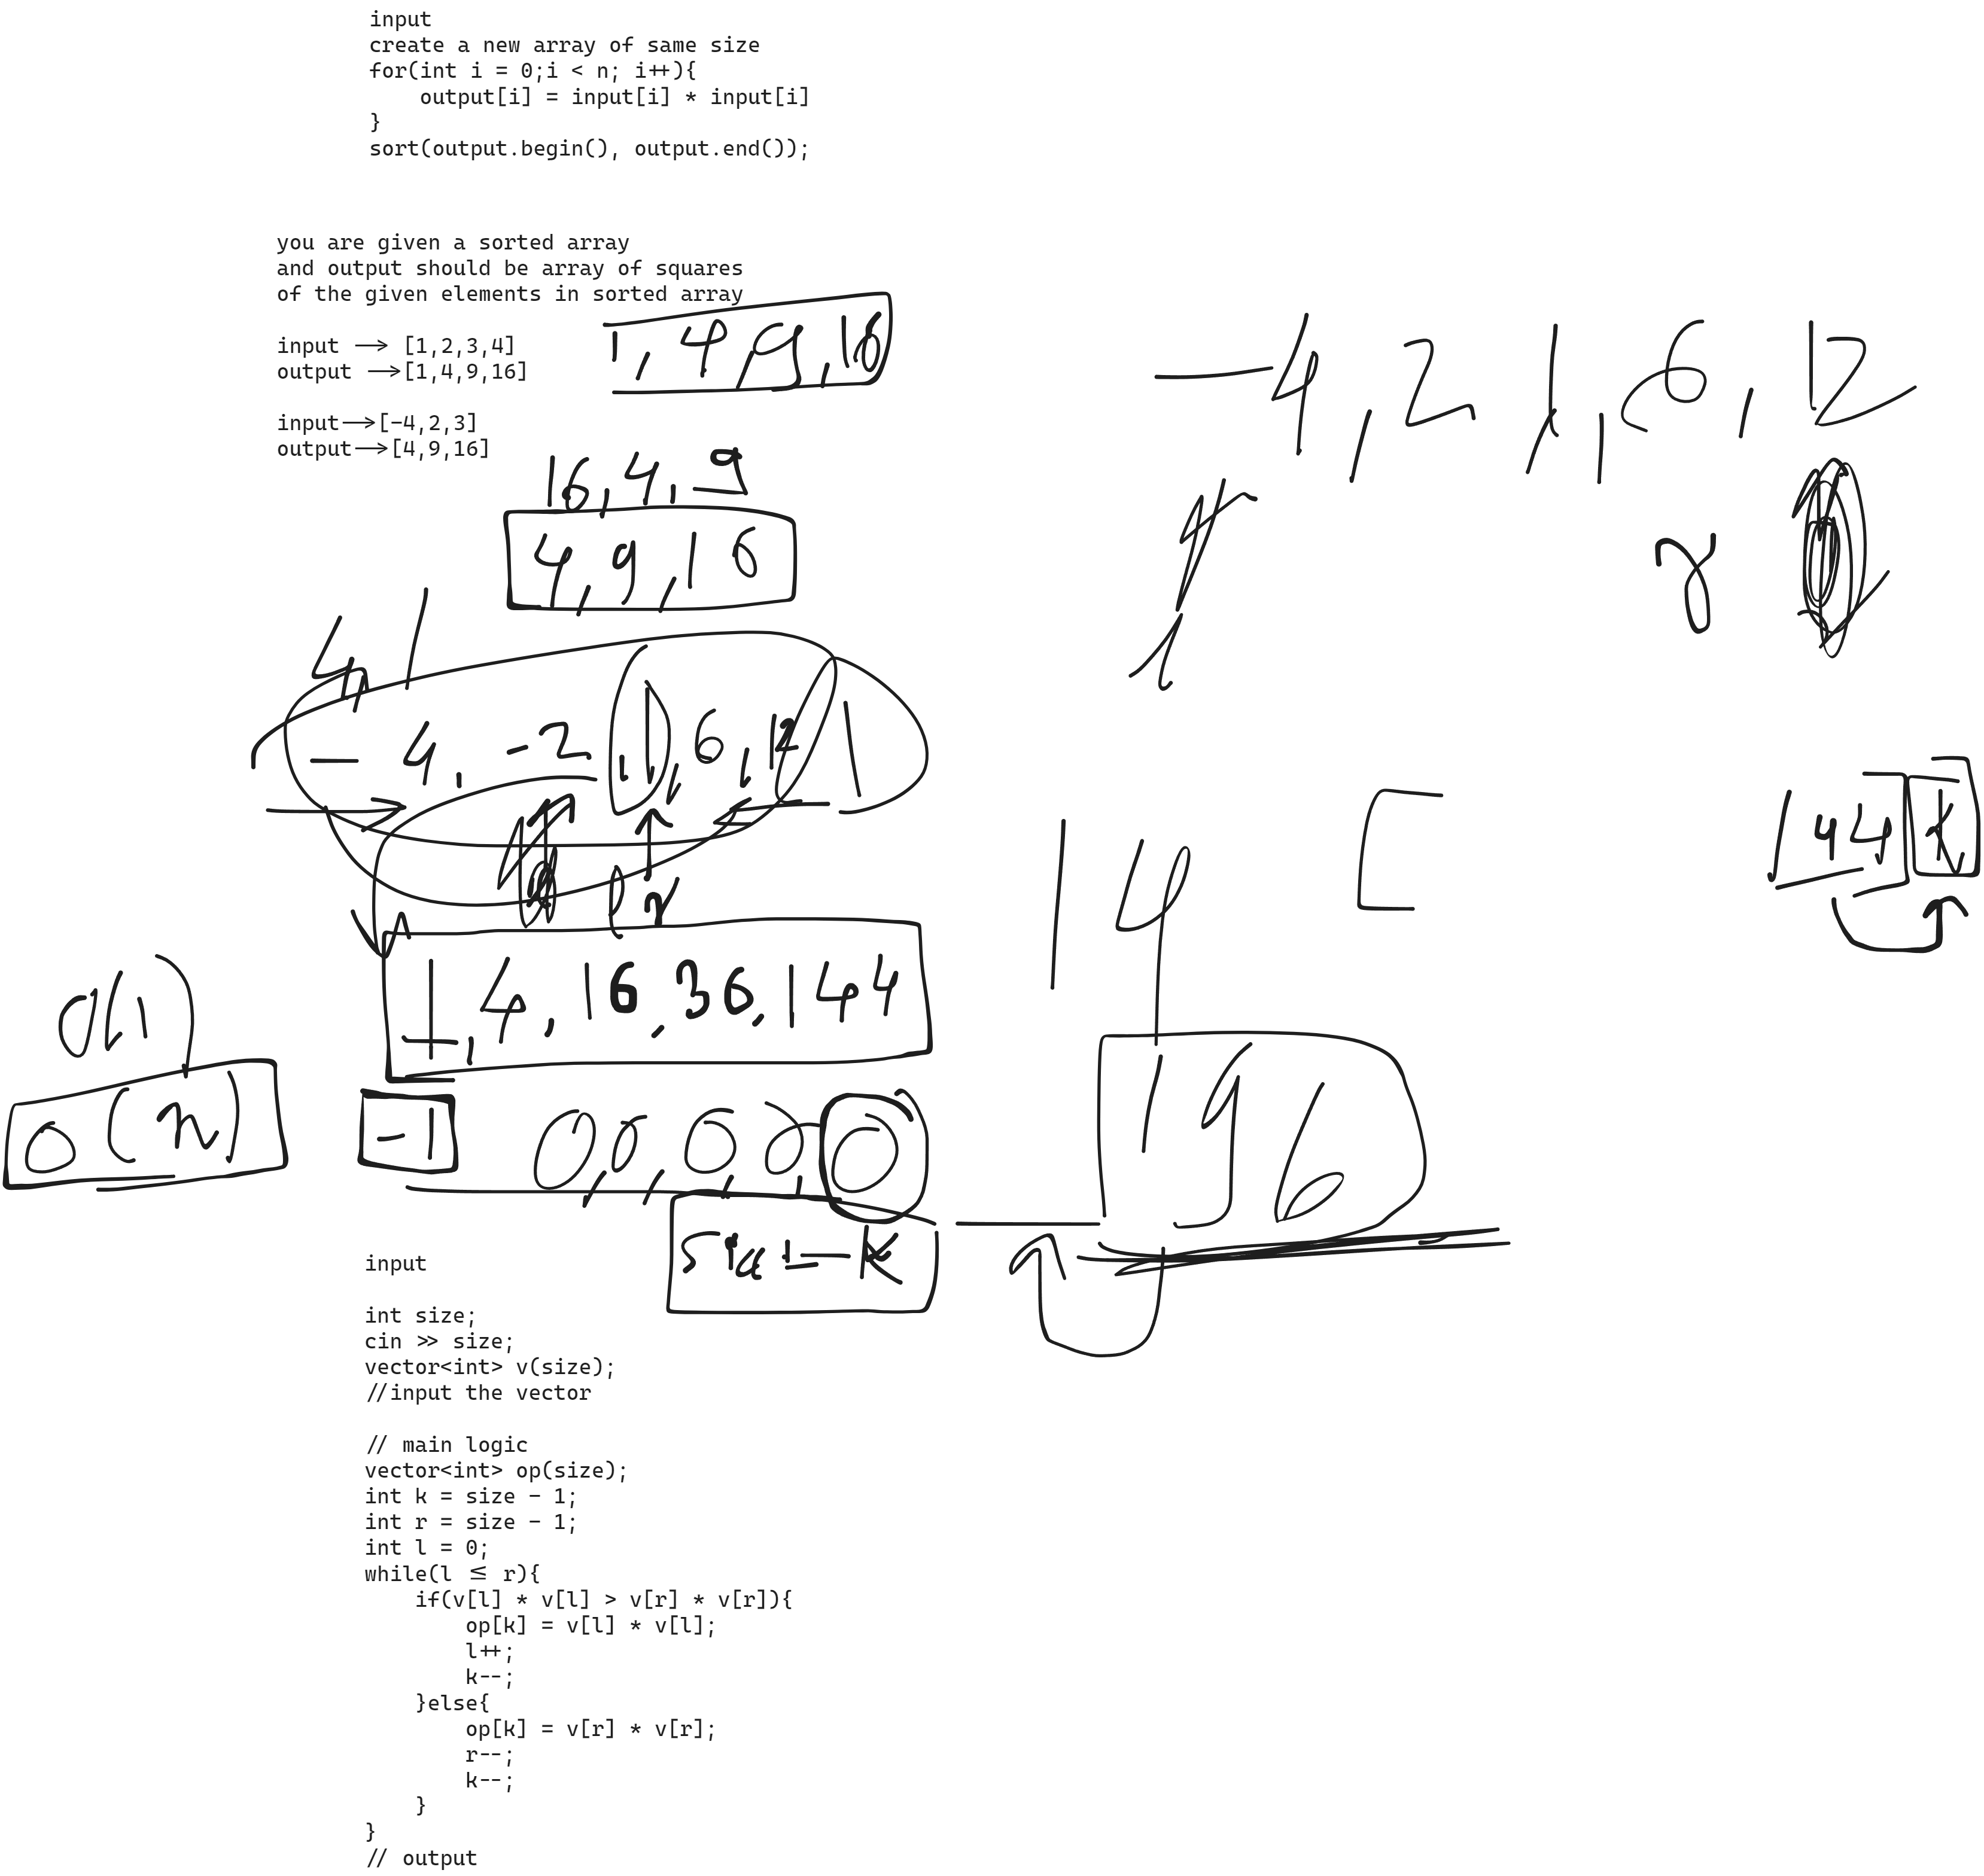 input
create a new array of same size
for(int i = 0;i < n; i++){
    output[i] = input[i] * input[i]
}
sort(output.begin(), output.end());
you are given a sorted array
and output should be array of squares
of the given elements in sorted array
input --> [1,2,3,4]
output -->[1,4,9,16]
1, 4, 9, 16
input-->[-4,2,3]
output-->[4,9,16]
-4, 2, 1, 6, 12
16, 4, 9
4, 9, 16
r
4
- 4, -2, 1, 6, 12
144, k
14
r
1, 4, 16, 36, 144
196
O(1)
O(n)
-1
0, 0, 0, 0, 0
k
input
int size;
cin >> size;
vector<int> v(size);
//input the vector
// main logic
vector<int> op(size);
int k = size - 1;
int r = size - 1;
int l = 0;
while(l <= r){
    if(v[l] * v[l] > v[r] * v[r]){
        op[k] = v[l] * v[l];
        l++;
        k--;
    }else{
        op[k] = v[r] * v[r];
        r--;
        k--;
    }
}
// output